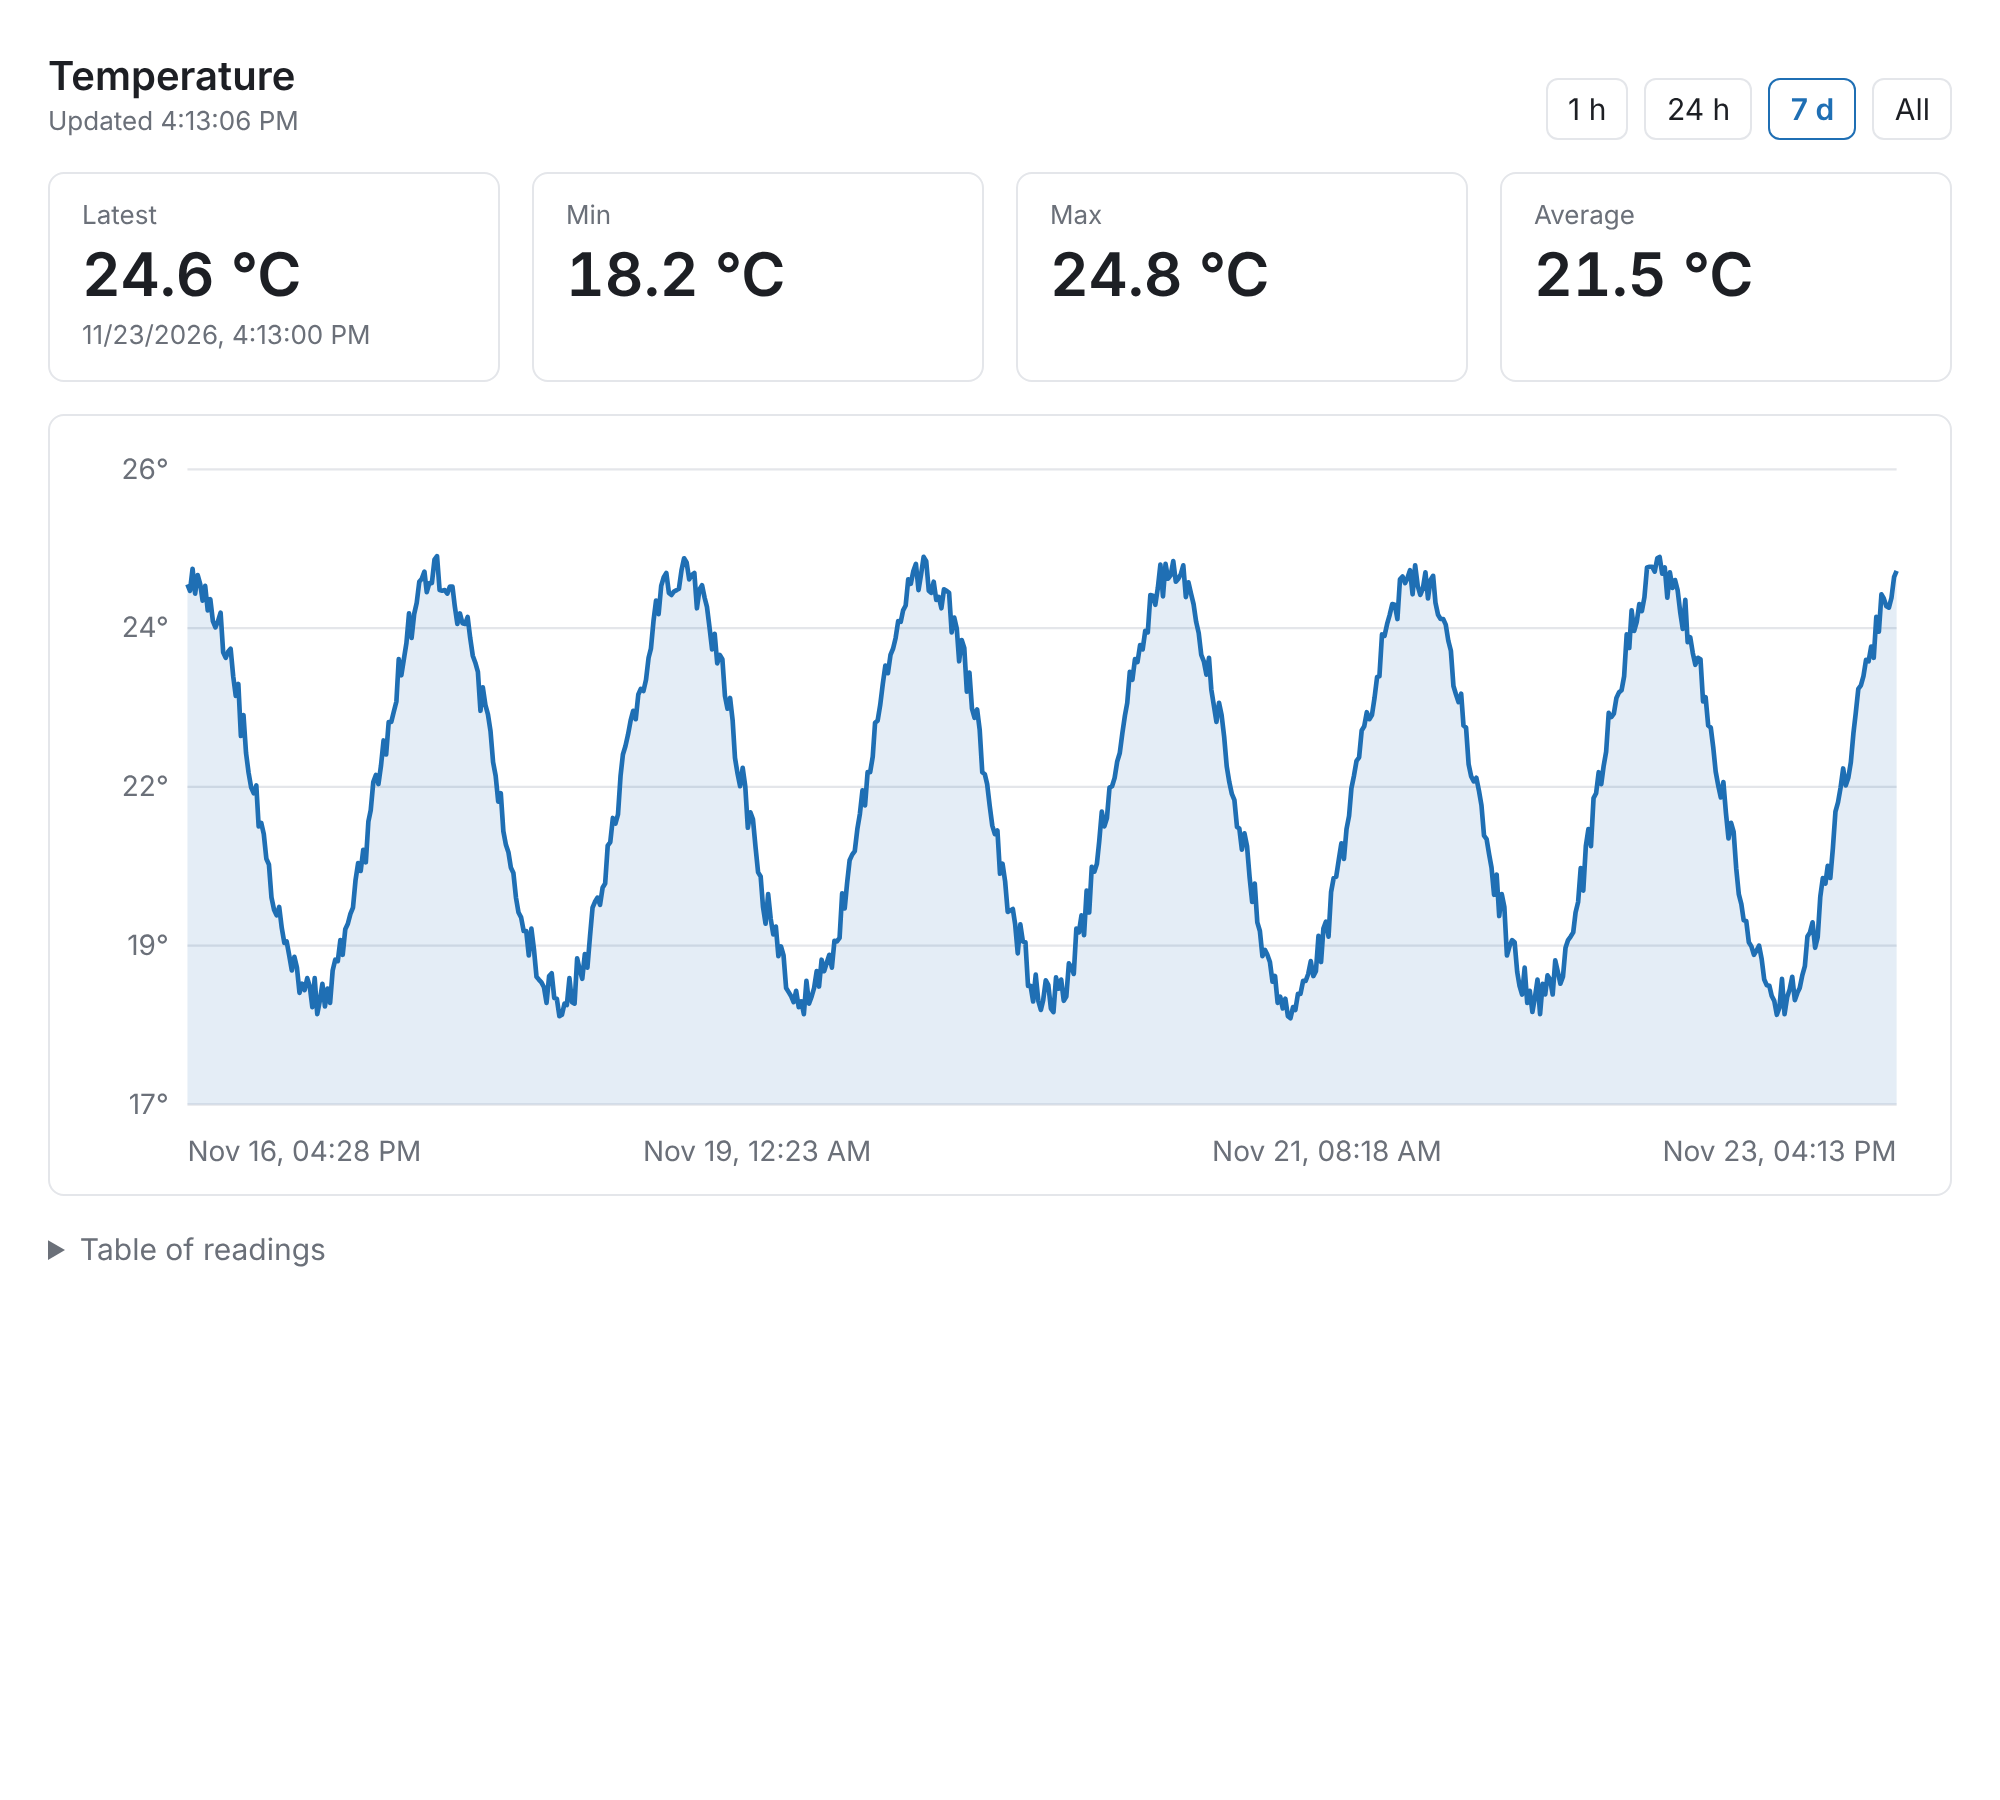 Temperature
Updated 4:13:06 PM
1 h
24 h
7 d
All
Latest
24.6 °C
11/23/2026, 4:13:00 PM
Min
18.2 °C
Max
24.8 °C
Average
21.5 °C
26°
24°
22°
19°
17°
Nov 16, 04:28 PM
Nov 19, 12:23 AM
Nov 21, 08:18 AM
Nov 23, 04:13 PM
Table of readings